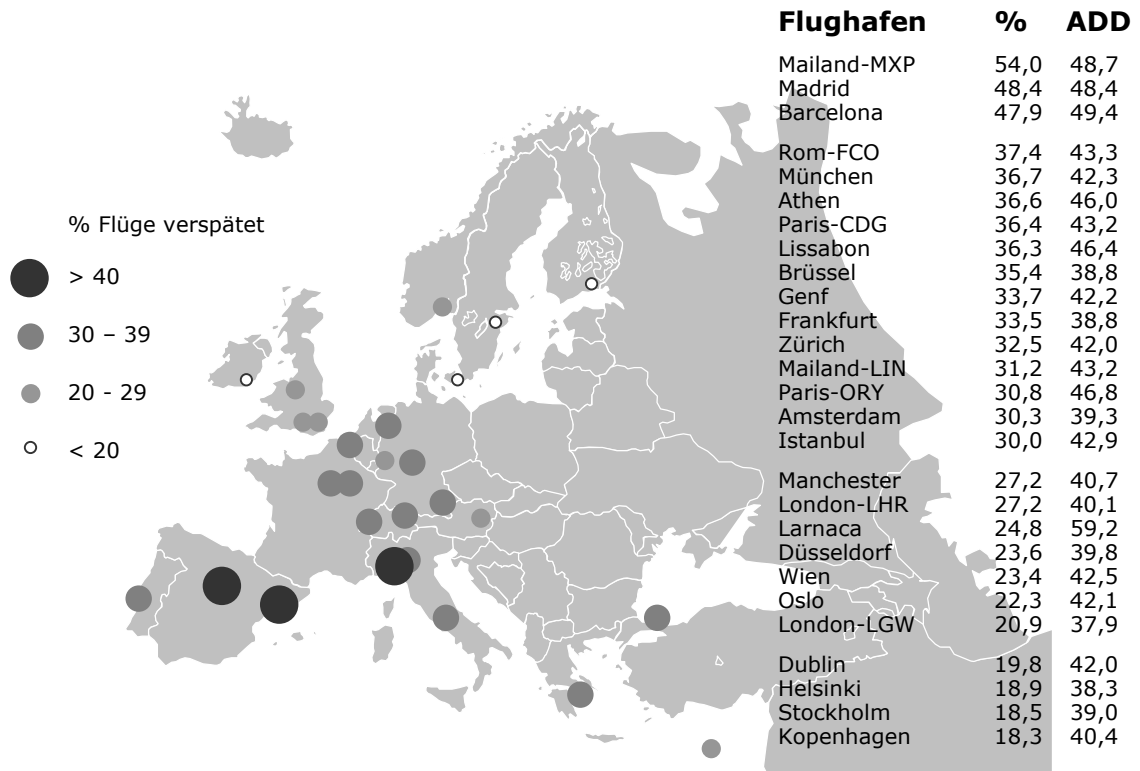 Flughafen % ADD
Mailand-MXP 54,0 48,7
Madrid 48,4 48,4
Barcelona 47,9 49,4
Rom-FCO 37,4 43,3
München 36,7 42,3
Athen 36,6 46,0
Paris-CDG 36,4 43,2
Lissabon 36,3 46,4
Brüssel 35,4 38,8
Genf 33,7 42,2
Frankfurt 33,5 38,8
Zürich 32,5 42,0
Mailand-LIN 31,2 43,2
Paris-ORY 30,8 46,8
Amsterdam 30,3 39,3
Istanbul 30,0 42,9
Manchester 27,2 40,7
London-LHR 27,2 40,1
Larnaca 24,8 59,2
Düsseldorf 23,6 39,8
Wien 23,4 42,5
Oslo 22,3 42,1
London-LGW 20,9 37,9
Dublin 19,8 42,0
Helsinki 18,9 38,3
Stockholm 18,5 39,0
Kopenhagen 18,3 40,4
% Flüge verspätet
> 40
30 – 39
20 - 29
< 20